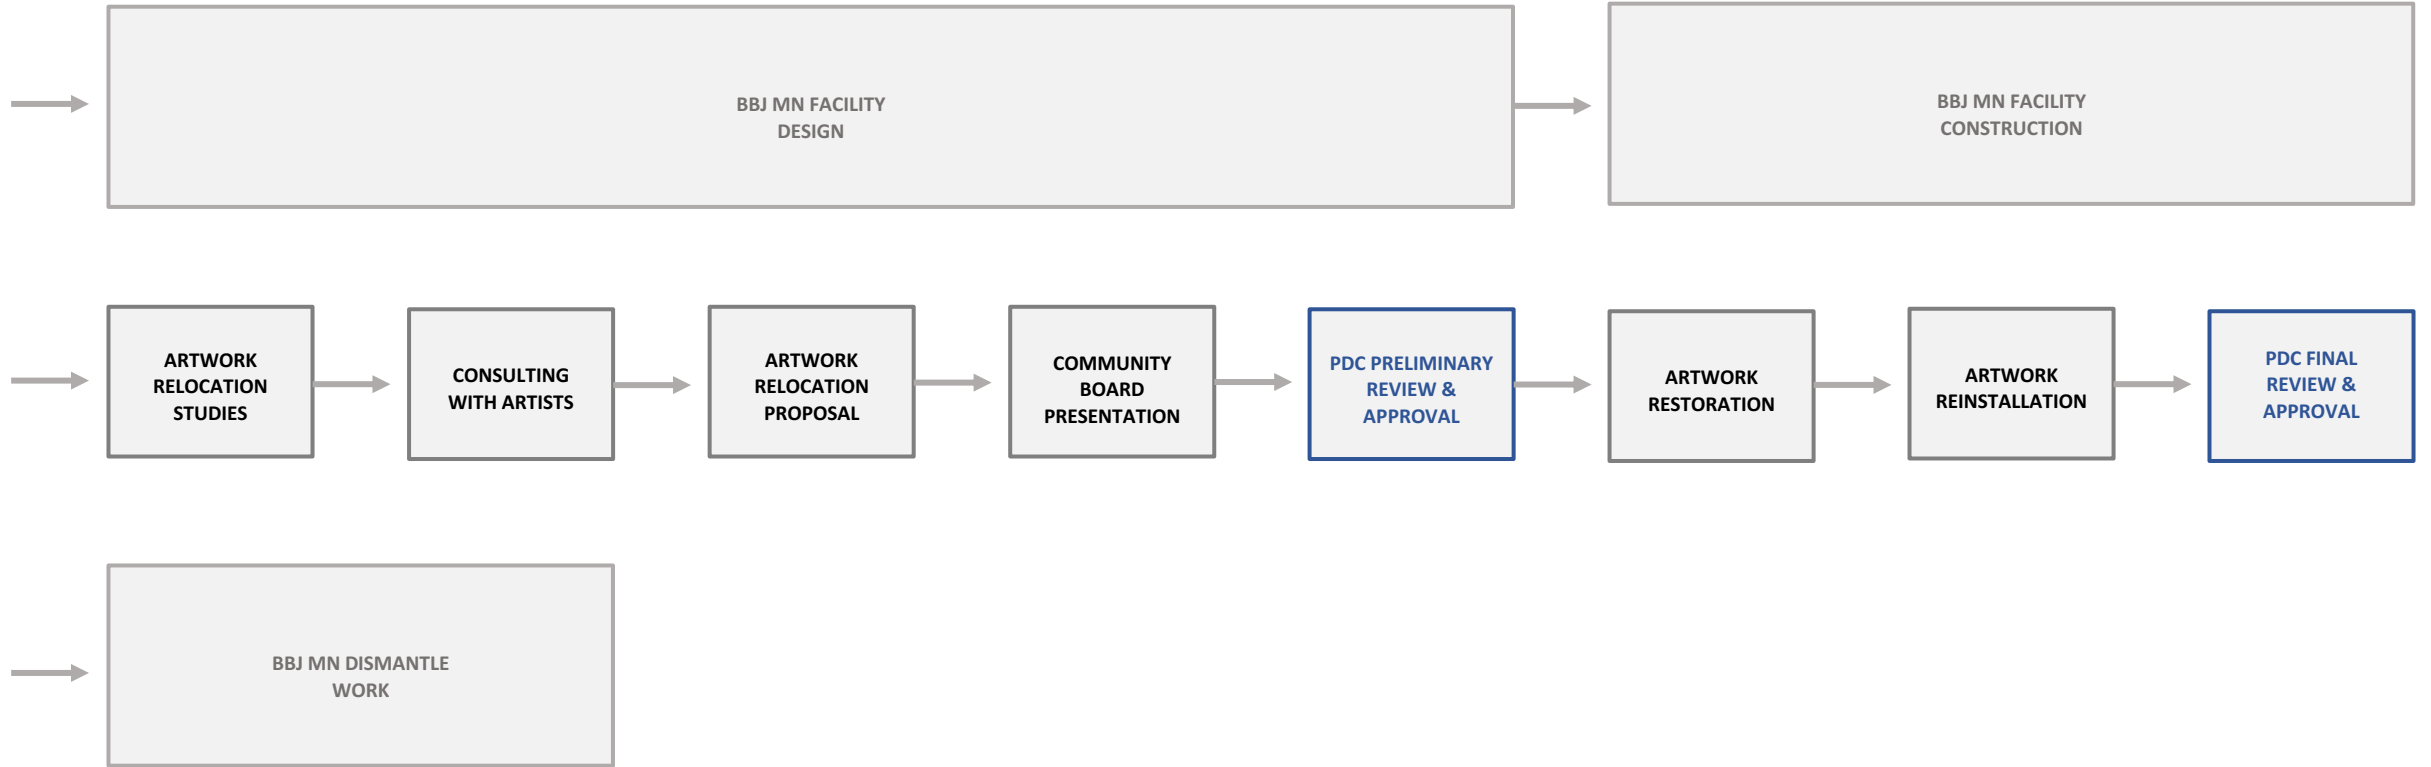 BBJ MN FACILITY
DESIGN
BBJ MN FACILITY
CONSTRUCTION
ARTWORK
RELOCATION
STUDIES
CONSULTING
WITH ARTISTS
ARTWORK
RELOCATION
PROPOSAL
COMMUNITY
BOARD
PRESENTATION
PDC PRELIMINARY
REVIEW &
APPROVAL
ARTWORK
RESTORATION
ARTWORK
REINSTALLATION
PDC FINAL
REVIEW &
APPROVAL
BBJ MN DISMANTLE
WORK